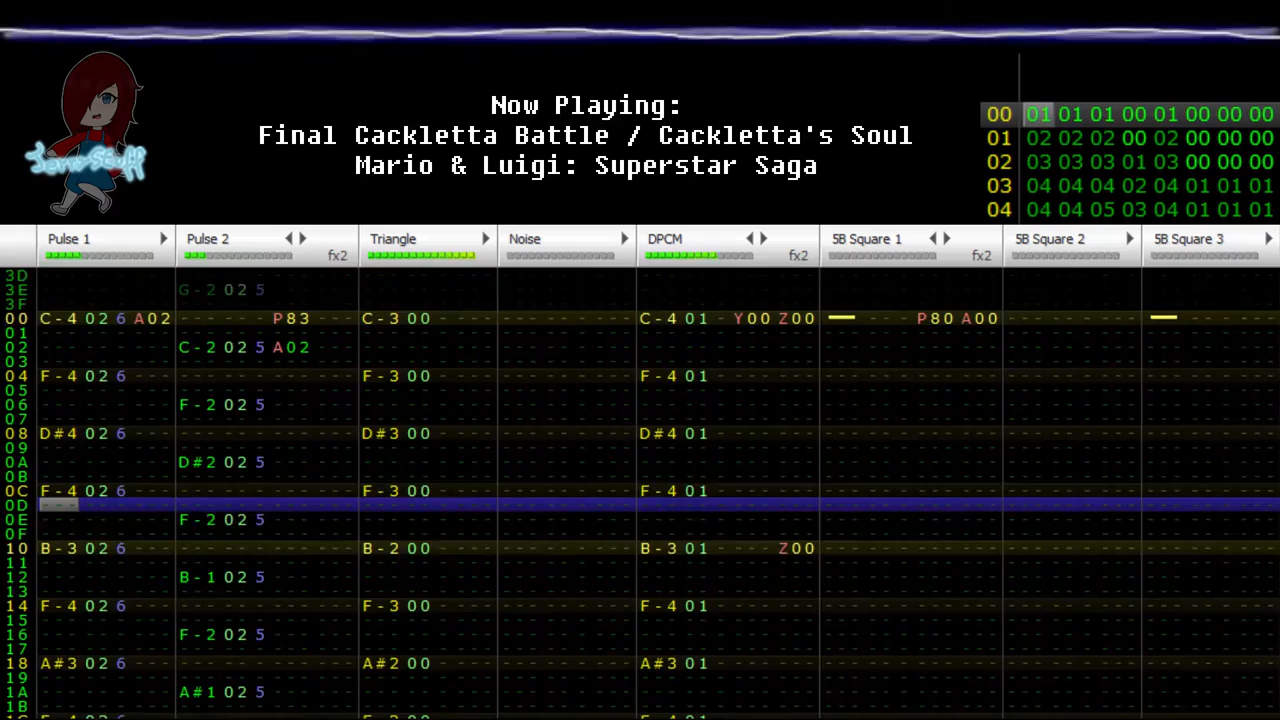 Now Playing:
Final Cackletta Battle / Cackletta's Soul
Mario & Luigi: Superstar Saga
00 01 01 01 00 01 00 00 00
01 02 02 02 00 02 00 00 00
02 03 03 03 01 03 00 00 00
03 04 04 04 02 04 01 01 01
04 04 04 05 03 04 01 01 01
Pulse 1 Pulse 2 Triangle Noise DPCM 5B Square 1 5B Square 2 5B Square 3
fx2 fx2 fx2
3D
3E G-2 02 5
3F
00 C-4 02 6 A02 P83 C-3 00 C-4 01 Y00 Z00 P80 A00
01
02 C-2 02 5 A02
03
04 F-4 02 6 F-3 00 F-4 01
05
06 F-2 02 5
07
08 D#4 02 6 D#3 00 D#4 01
09
0A D#2 02 5
0B
0C F-4 02 6 F-3 00 F-4 01
0D
0E F-2 02 5
0F
10 B-3 02 6 B-2 00 B-3 01 Z00
11
12 B-1 02 5
13
14 F-4 02 6 F-3 00 F-4 01
15
16 F-2 02 5
17
18 A#3 02 6 A#2 00 A#3 01
19
1A A#1 02 5
1B